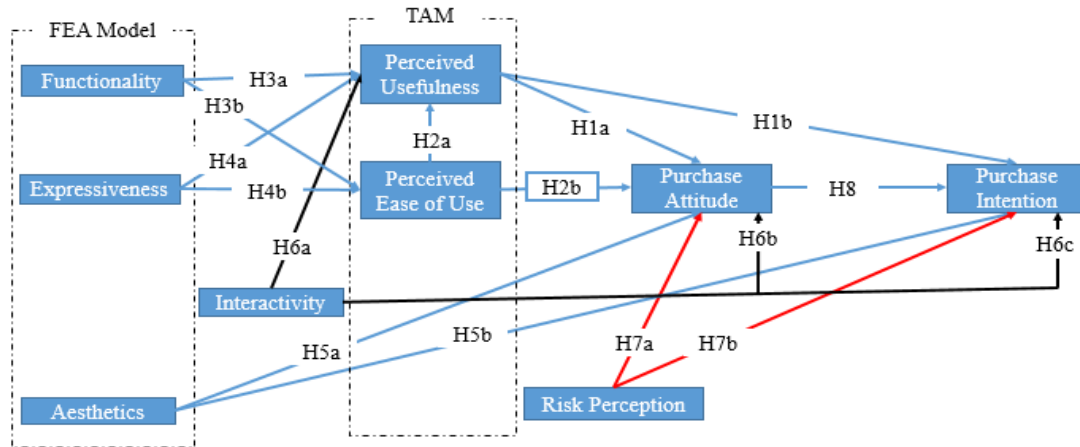 TAM
FEA Model
Functionality
H3a
Perceived
Usefulness
H3b
H1a
H1b
H2a
H4a
Expressiveness
H4b
Perceived
Ease of Use
H2b
Purchase
Attitude
H8
Purchase
Intention
H6a
H6b
H6c
Interactivity
H5b
H5a
H7a
H7b
Aesthetics
Risk Perception